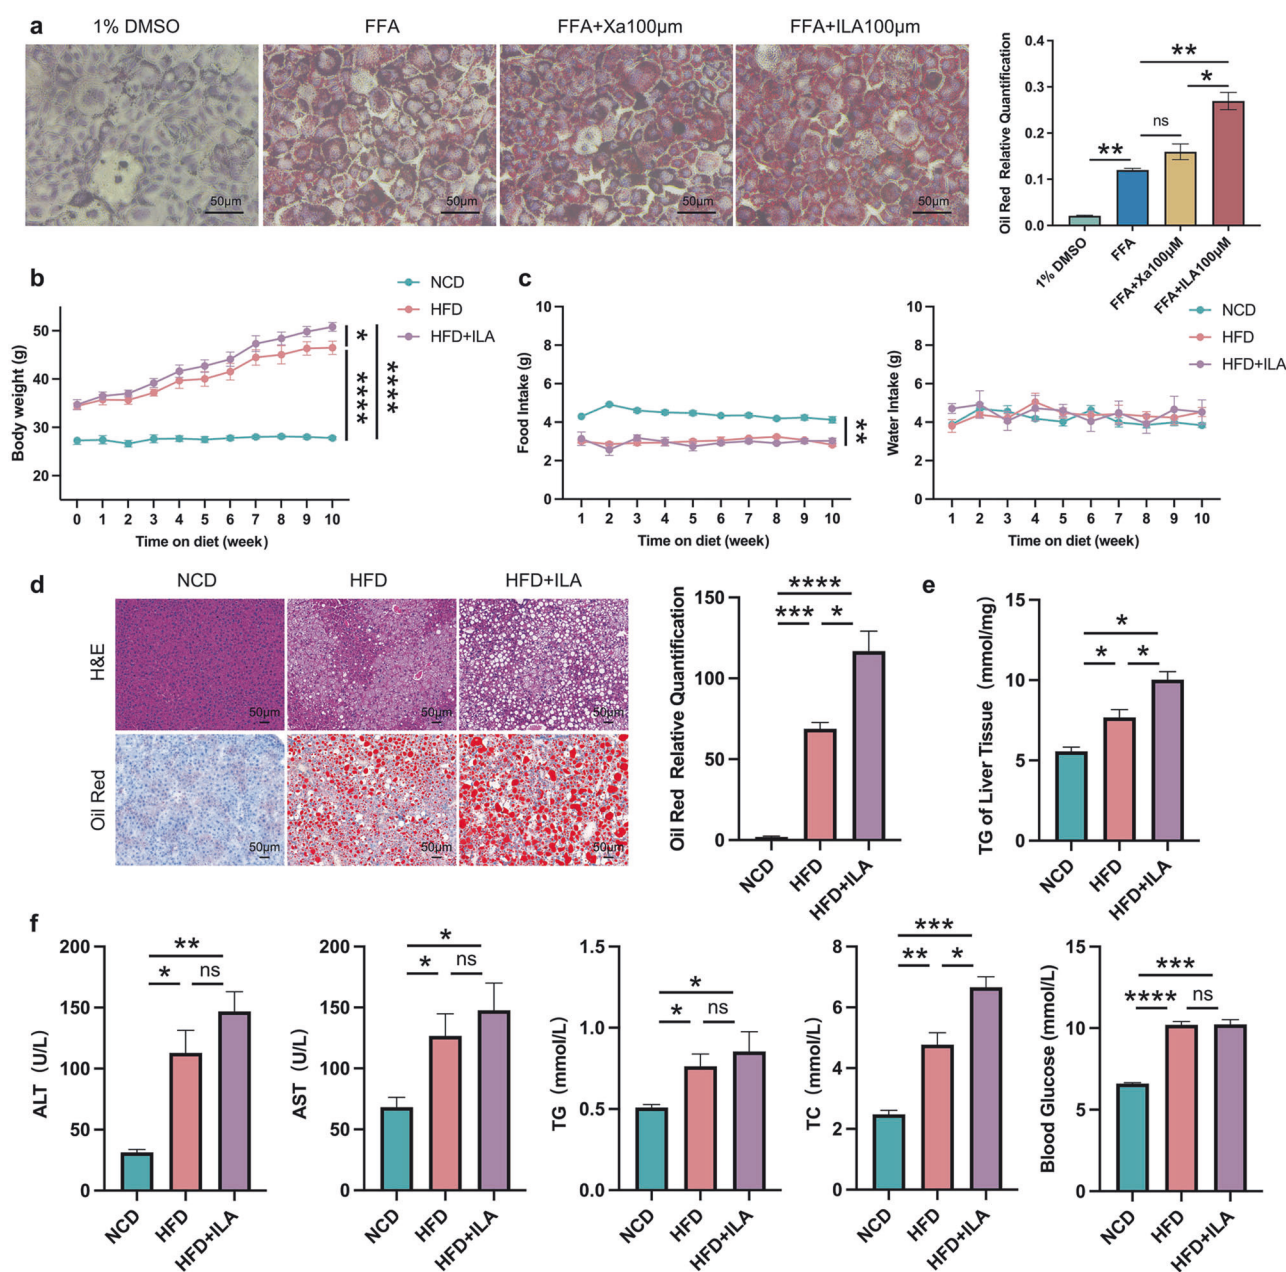 a
1% DMSO FFA FFA+Xa100μm FFA+ILA100μm
50μm 50μm 50μm 50μm
Oil Red Relative Quantification
0.4
0.3
0.2
0.1
0.0
** ns * **
1% DMSO FFA FFA+Xa100μM FFA+ILA100μM
b
NCD
HFD
HFD+ILA
Body weight (g)
50
40
30
20
* **** ****
0 1 2 3 4 5 6 7 8 9 10
Time on diet (week)
c
Food Intake (g)
10
8
6
4
2
0
**
1 2 3 4 5 6 7 8 9 10
Time on diet (week)
Water Intake (g)
10
8
6
4
2
0
NCD
HFD
HFD+ILA
1 2 3 4 5 6 7 8 9 10
Time on diet (week)
d
NCD HFD HFD+ILA
H&E
50μm 50μm 50μm
Oil Red
50μm 50μm 50μm
Oil Red Relative Quantification
150
100
50
0
****
*** *
NCD HFD HFD+ILA
e
TG of Liver Tissue (mmol/mg)
15
10
5
0
*
* *
NCD HFD HFD+ILA
f
ALT (U/L)
200
150
100
50
0
**
* ns
NCD HFD HFD+ILA
AST (U/L)
200
150
100
50
0
*
* ns
NCD HFD HFD+ILA
TG (mmol/L)
1.5
1.0
0.5
0.0
*
* ns
NCD HFD HFD+ILA
TC (mmol/L)
8
6
4
2
0
***
** *
NCD HFD HFD+ILA
Blood Glucose (mmol/L)
15
10
5
0
***
**** ns
NCD HFD HFD+ILA